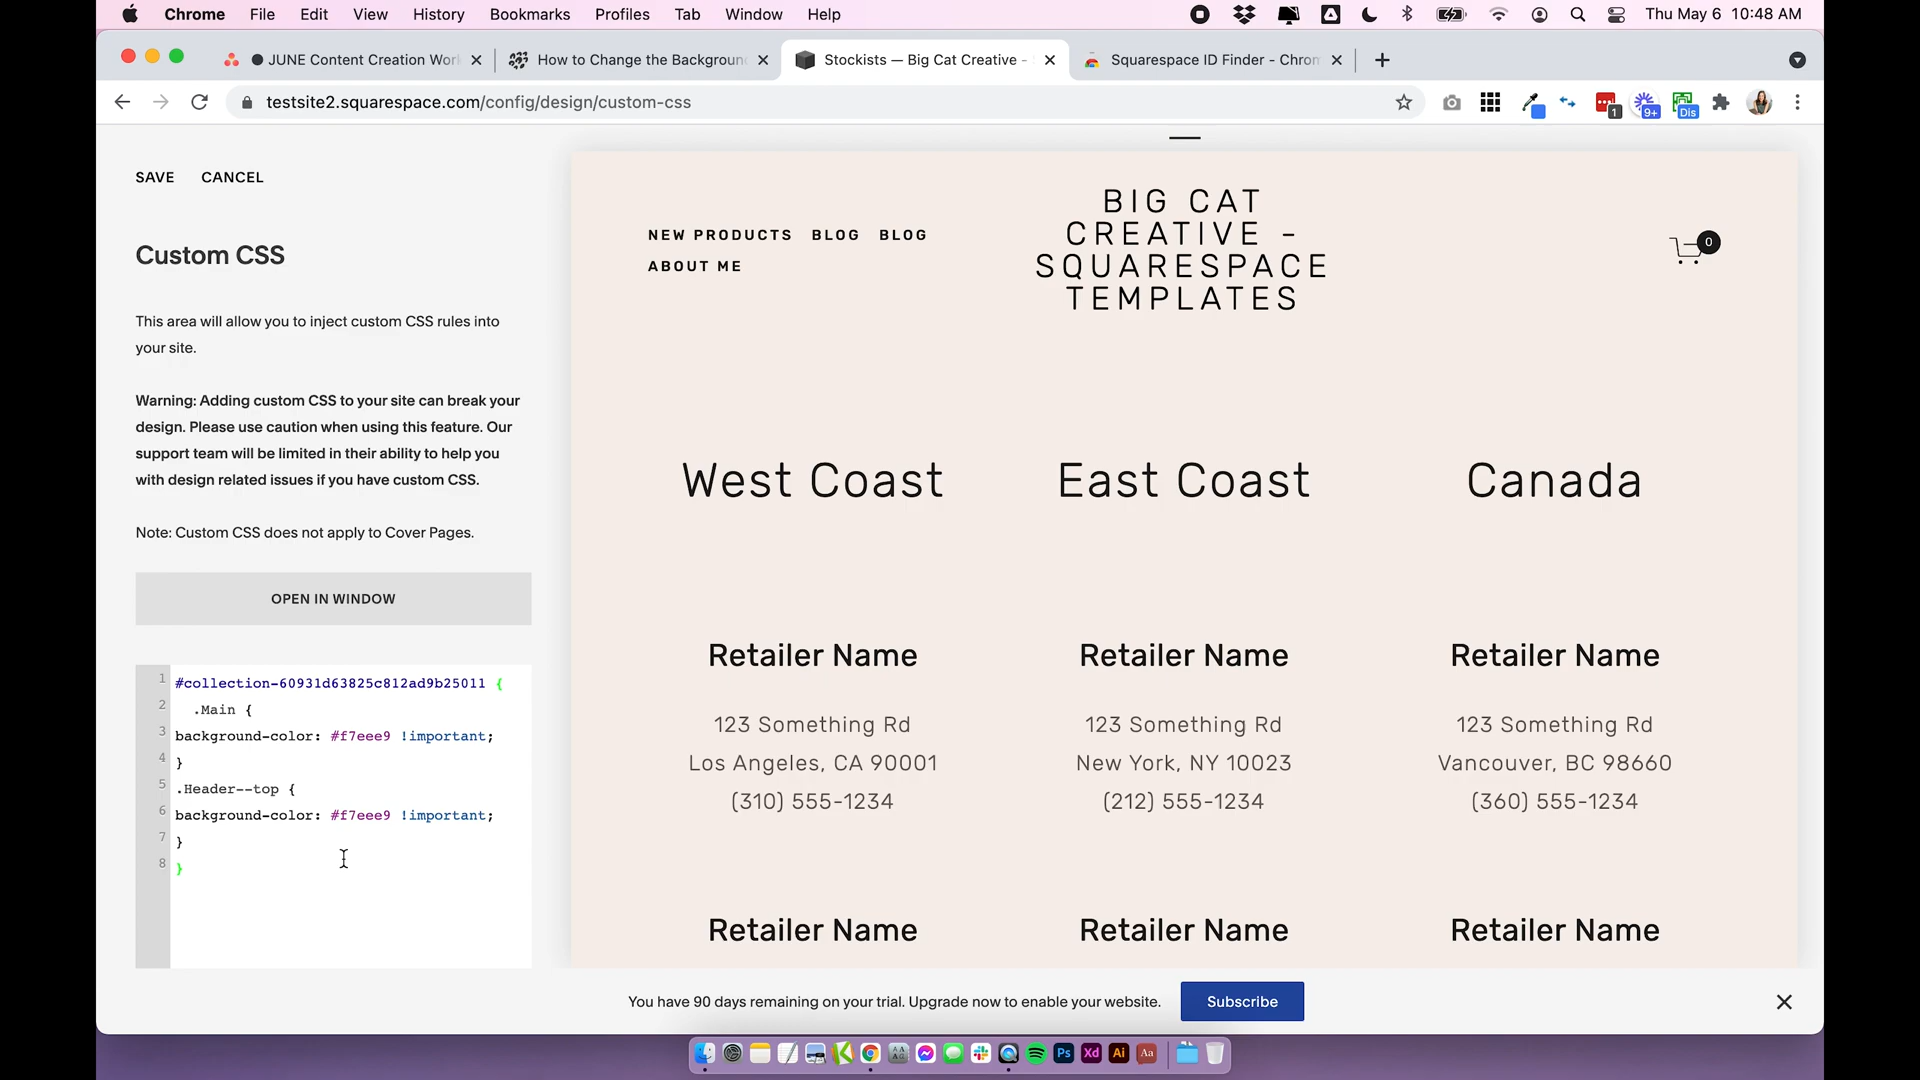 Chrome File Edit View History Bookmarks Profiles Tab Window Help Thu May 6 10:48 AM
JUNE Content Creation Wor How to Change the Backgroun Stockists — Big Cat Creative - Squarespace ID Finder - Chrom
testsite2.squarespace.com/config/design/custom-css
1 9+ Dis
SAVE CANCEL
Custom CSS
This area will allow you to inject custom CSS rules into
your site.
Warning: Adding custom CSS to your site can break your
design. Please use caution when using this feature. Our
support team will be limited in their ability to help you
with design related issues if you have custom CSS.
Note: Custom CSS does not apply to Cover Pages.
OPEN IN WINDOW
1 #collection-60931d63825c812ad9b25011 {
2 .Main {
3 background-color: #f7eee9 !important;
4 }
5 .Header--top {
6 background-color: #f7eee9 !important;
7 }
8 }
NEW PRODUCTS BLOG BLOG
ABOUT ME
BIG CAT
CREATIVE -
SQUARESPACE
TEMPLATES
0
West Coast East Coast Canada
Retailer Name Retailer Name Retailer Name
123 Something Rd 123 Something Rd 123 Something Rd
Los Angeles, CA 90001 New York, NY 10023 Vancouver, BC 98660
(310) 555-1234 (212) 555-1234 (360) 555-1234
Retailer Name Retailer Name Retailer Name
You have 90 days remaining on your trial. Upgrade now to enable your website. Subscribe
Ps Xd Ai Aa